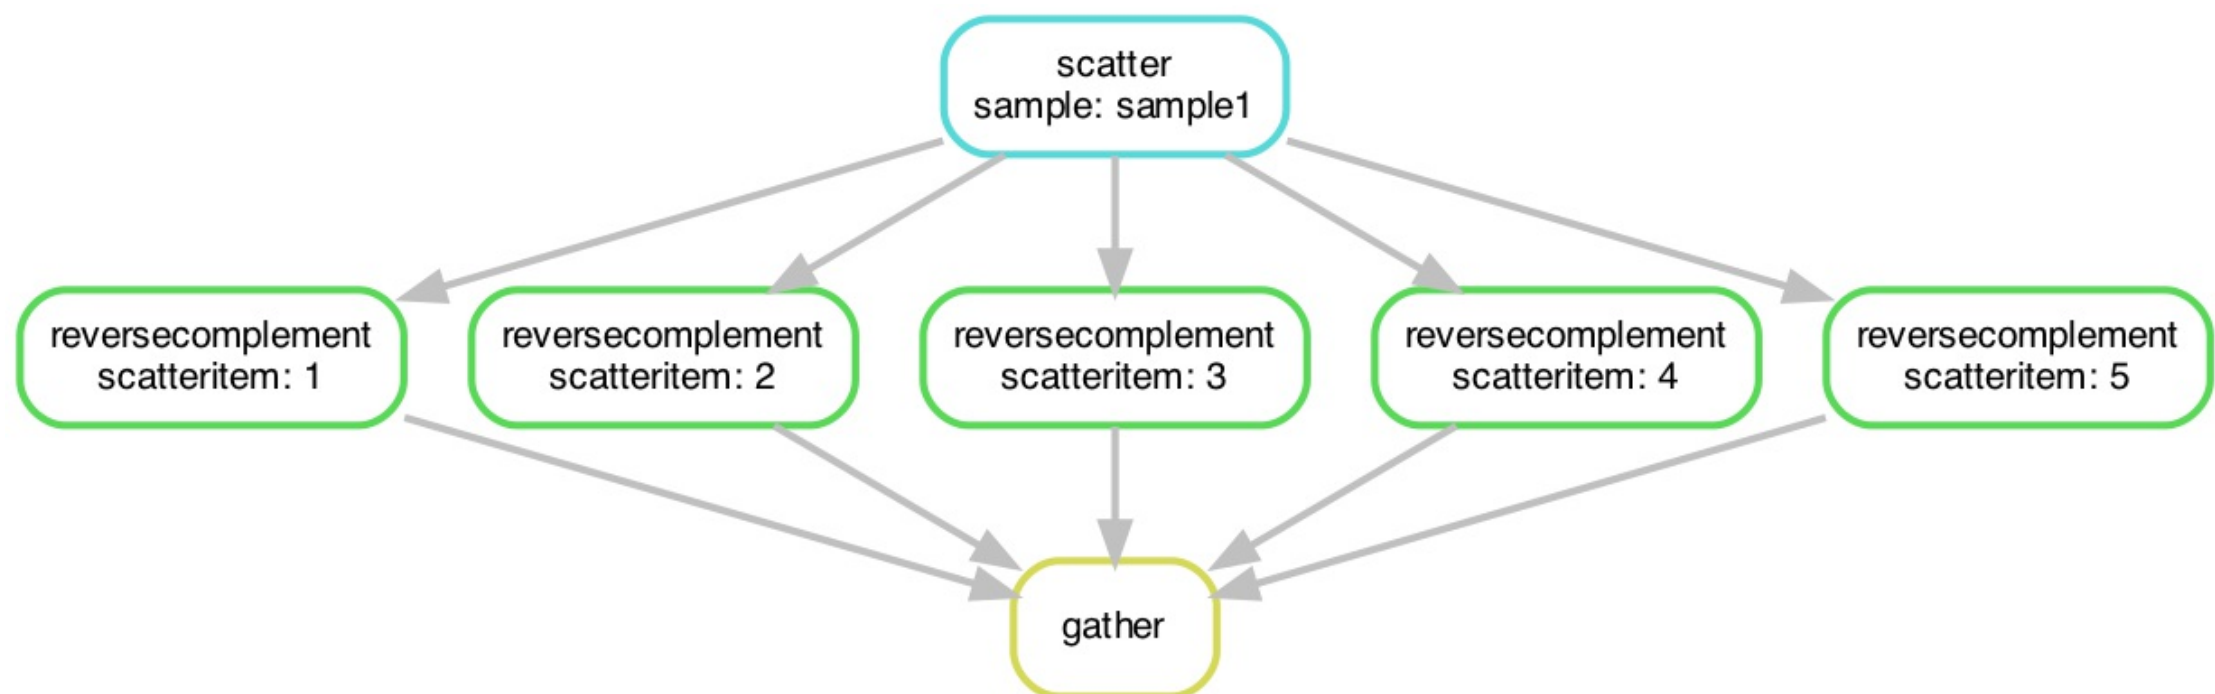 scatter
sample: sample1
reversecomplement
scatteritem: 1
reversecomplement
scatteritem: 2
reversecomplement
scatteritem: 3
reversecomplement
scatteritem: 4
reversecomplement
scatteritem: 5
gather